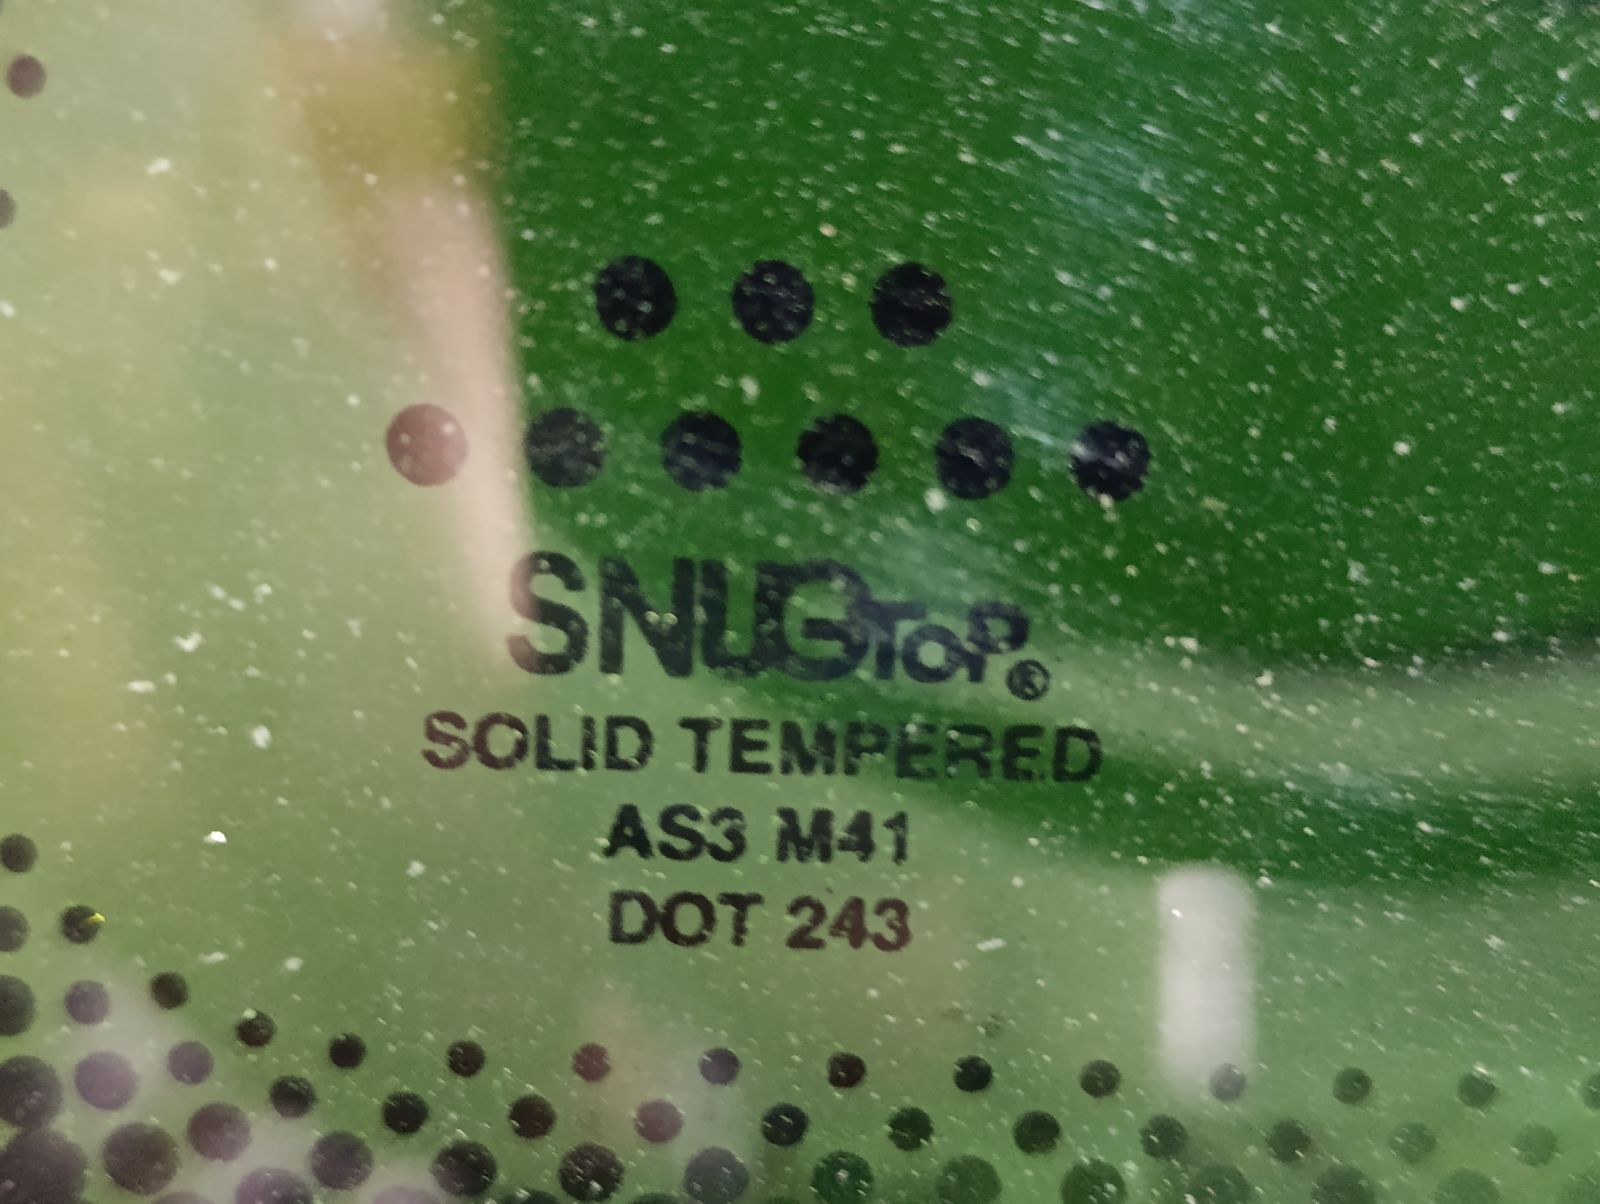 SNUGTOP®
SOLID TEMPERED
AS3 M41
DOT 243